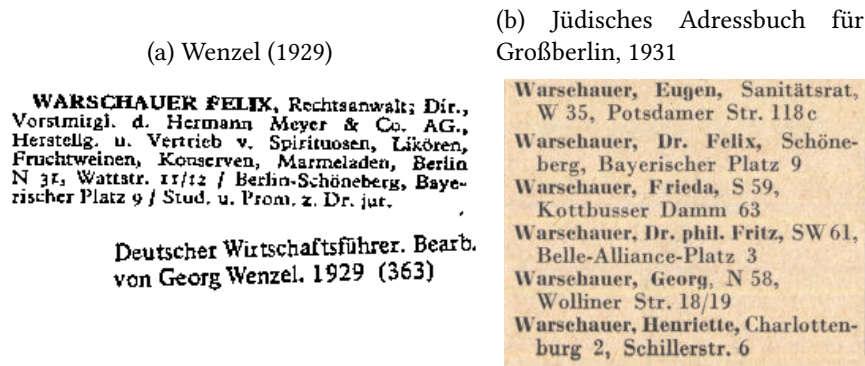 (a) Wenzel (1929)
WARSCHAUER FELIX, Rechtsanwalt; Dir.,
Vorstmitgl. d. Hermann Meyer & Co. AG.,
Herstellg. u. Vertrieb v. Spirituosen, Likören,
Fruchtweinen, Konserven, Marmeladen, Berlin
N 31, Wattstr. 11/12 / Berlin-Schöneberg, Baye-
rischer Platz 9 / Stud. u. Prom. z. Dr. jur.
Deutscher Wirtschaftsführer. Bearb.
von Georg Wenzel. 1929 (363)
(b) Jüdisches Adressbuch für
Großberlin, 1931
Warschauer, Eugen, Sanitätsrat,
W 35, Potsdamer Str. 118c
Warschauer, Dr. Felix, Schöne-
berg, Bayerischer Platz 9
Warschauer, Frieda, S 59,
Kottbusser Damm 63
Warschauer, Dr. phil. Fritz, SW 61,
Belle-Alliance-Platz 3
Warschauer, Georg, N 58,
Wolliner Str. 18/19
Warschauer, Henriette, Charlotten-
burg 2, Schillerstr. 6